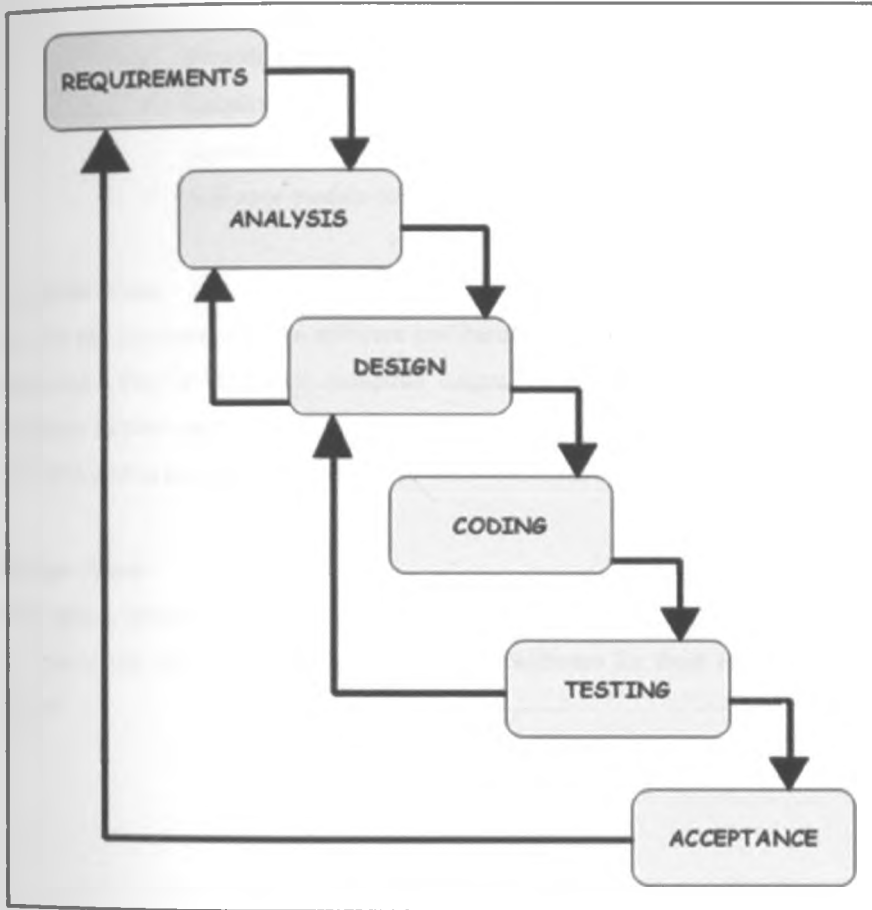 REQUIREMENTS
ANALYSIS
DESIGN
CODING
TESTING
ACCEPTANCE